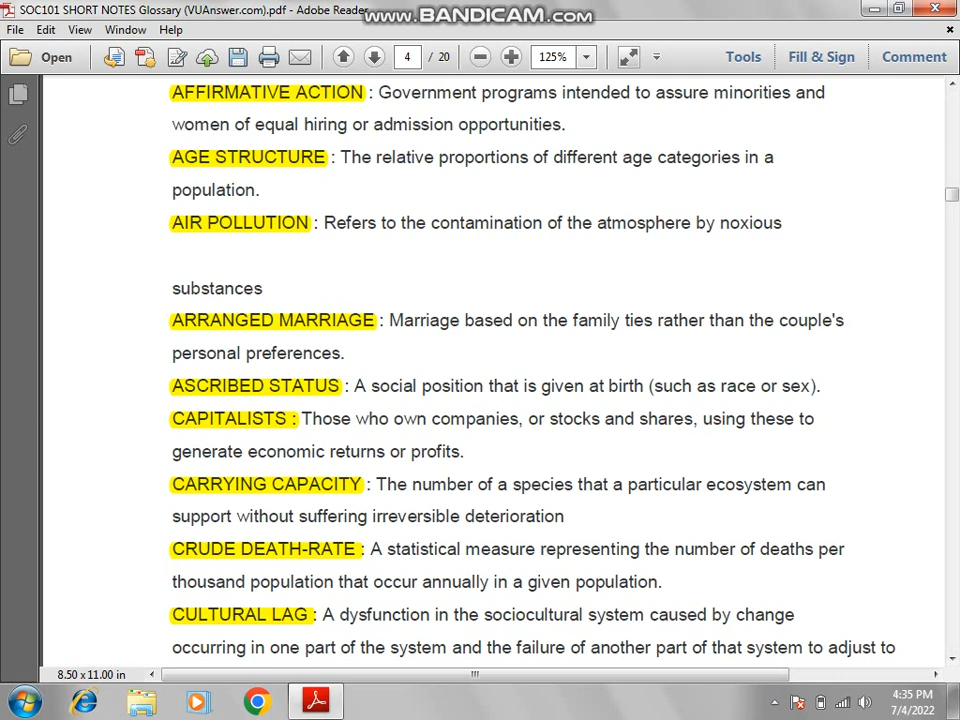 SOC101 SHORT NOTES Glossary (VUAnswer.com).pdf - Adobe Reader
www.BANDICAM.com
File Edit View Window Help
Open 4 / 20 125% Tools Fill & Sign Comment
AFFIRMATIVE ACTION : Government programs intended to assure minorities and
women of equal hiring or admission opportunities.
AGE STRUCTURE : The relative proportions of different age categories in a
population.
AIR POLLUTION : Refers to the contamination of the atmosphere by noxious
substances
ARRANGED MARRIAGE : Marriage based on the family ties rather than the couple's
personal preferences.
ASCRIBED STATUS : A social position that is given at birth (such as race or sex).
CAPITALISTS : Those who own companies, or stocks and shares, using these to
generate economic returns or profits.
CARRYING CAPACITY : The number of a species that a particular ecosystem can
support without suffering irreversible deterioration
CRUDE DEATH-RATE : A statistical measure representing the number of deaths per
thousand population that occur annually in a given population.
CULTURAL LAG : A dysfunction in the sociocultural system caused by change
occurring in one part of the system and the failure of another part of that system to adjust to
8.50 x 11.00 in
4:35 PM
7/4/2022